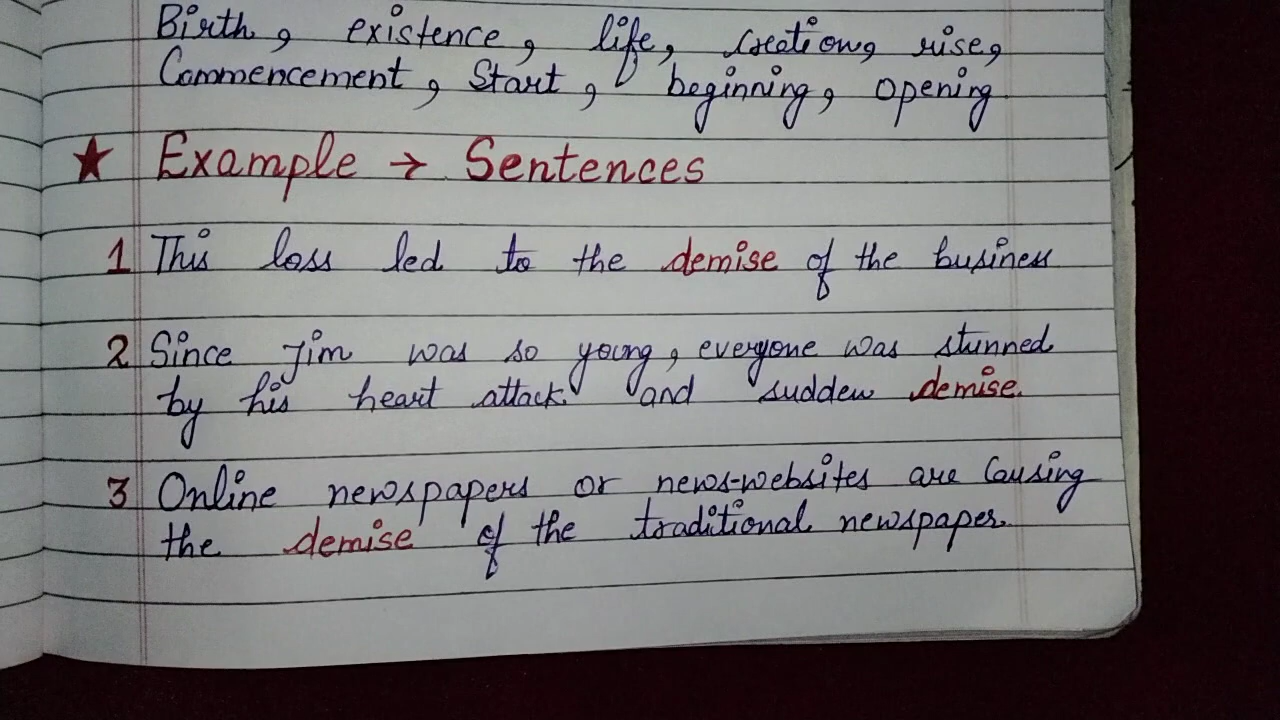 Birth, existence, life, creation, rise,
Commencement, Start, beginning, opening
★ Example → Sentences
1 This loss led to the demise of the business
2 Since Jim was so young, everyone was stunned
by his heart attack and sudden demise.
3 Online newspapers or news-websites are Causing
the demise of the traditional newspaper.